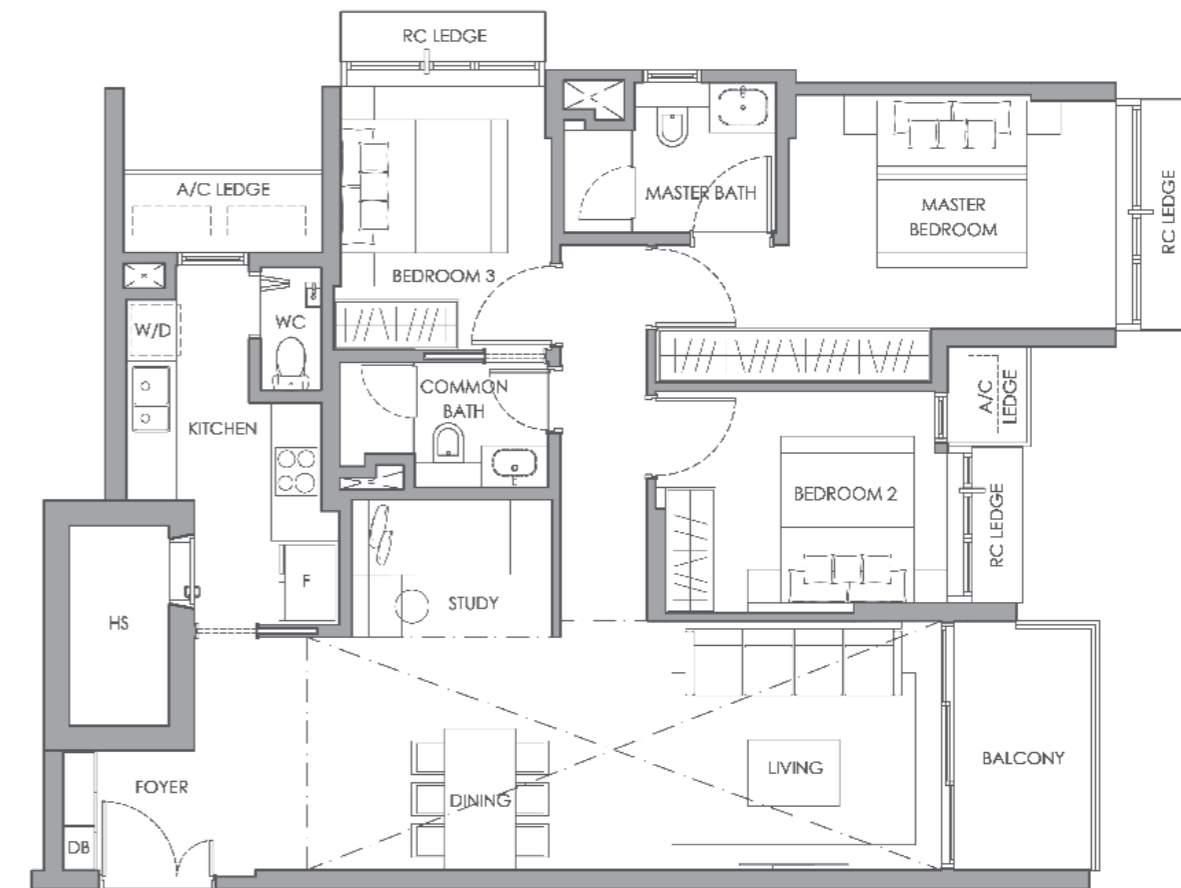 RC LEDGE
A/C LEDGE
MASTER BATH
MASTER
BEDROOM
RC LEDGE
BEDROOM 3
W/D
WC
COMMON
BATH
A/C
LEDGE
KITCHEN
BEDROOM 2
RC LEDGE
F
STUDY
HS
FOYER
DINING
LIVING
BALCONY
DB